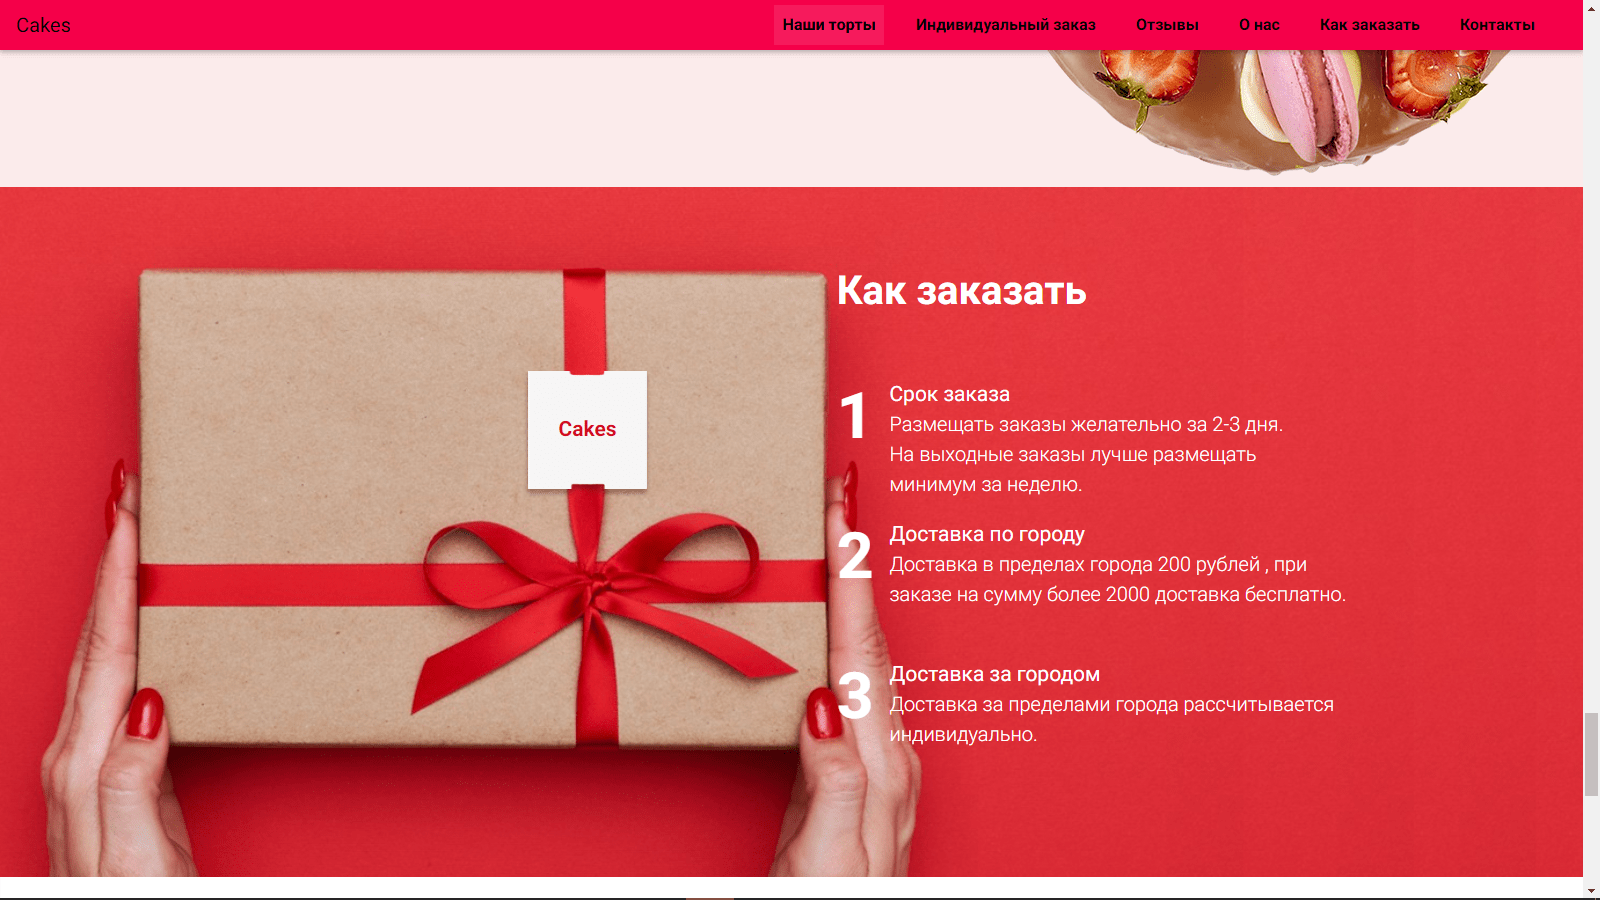 Cakes
Наши торты
Индивидуальный заказ
Отзывы
О нас
Как заказать
Контакты
Как заказать
Cakes
1
Срок заказа
Размещать заказы желательно за 2-3 дня.
На выходные заказы лучше размещать
минимум за неделю.
2
Доставка по городу
Доставка в пределах города 200 рублей , при
заказе на сумму более 2000 доставка бесплатно.
3
Доставка за городом
Доставка за пределами города рассчитывается
индивидуально.